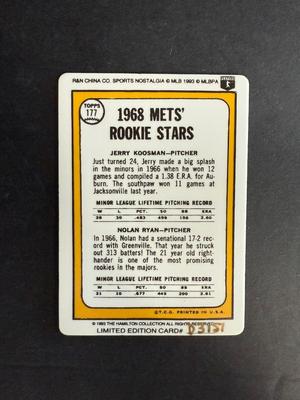 R&N CHINA CO. SPORTS NOSTALGIA © MLB 1993 © MLBPA
TOPPS
177
1968 METS'
ROOKIE STARS
JERRY KOOSMAN—PITCHER
Just turned 24, Jerry made a big splash
in the minors in 1966 when he won 12
games and compiled a 1.38 E.R.A. for Au-
burn. The southpaw won 11 games at
Jacksonville last year.
MINOR LEAGUE LIFETIME PITCHING RECORD
W L PCT. SO BB ERA
NOLAN RYAN—PITCHER
In 1966, Nolan had a sensational 17-2 rec-
ord with Greenville. That year he struck
out 313 batters! The 21 year old right-
hander is one of the most promising
rookies in the majors.
MINOR LEAGUE LIFETIME PITCHING RECORD
W L PCT. SO BB ERA
© T.C.G. PRINTED IN U.S.A.
© 1993 THE HAMILTON COLLECTION ALL RIGHTS RESERVED
LIMITED EDITION CARD#